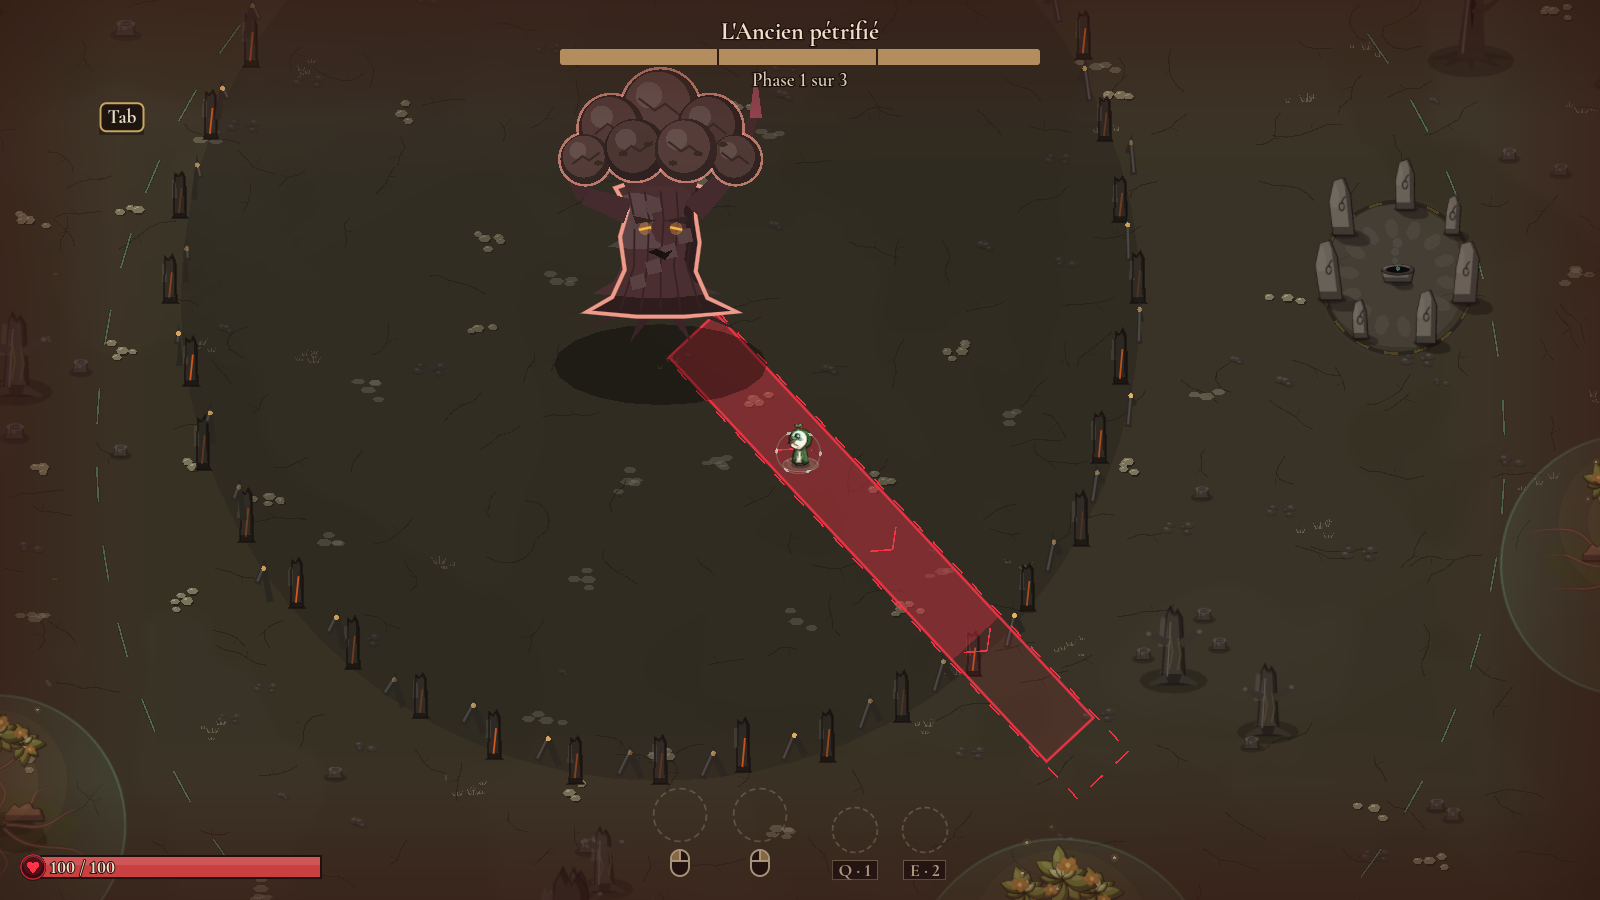 L'Ancien pétrifié
Phase 1 sur 3
Tab
100 / 100
Q · 1
E · 2